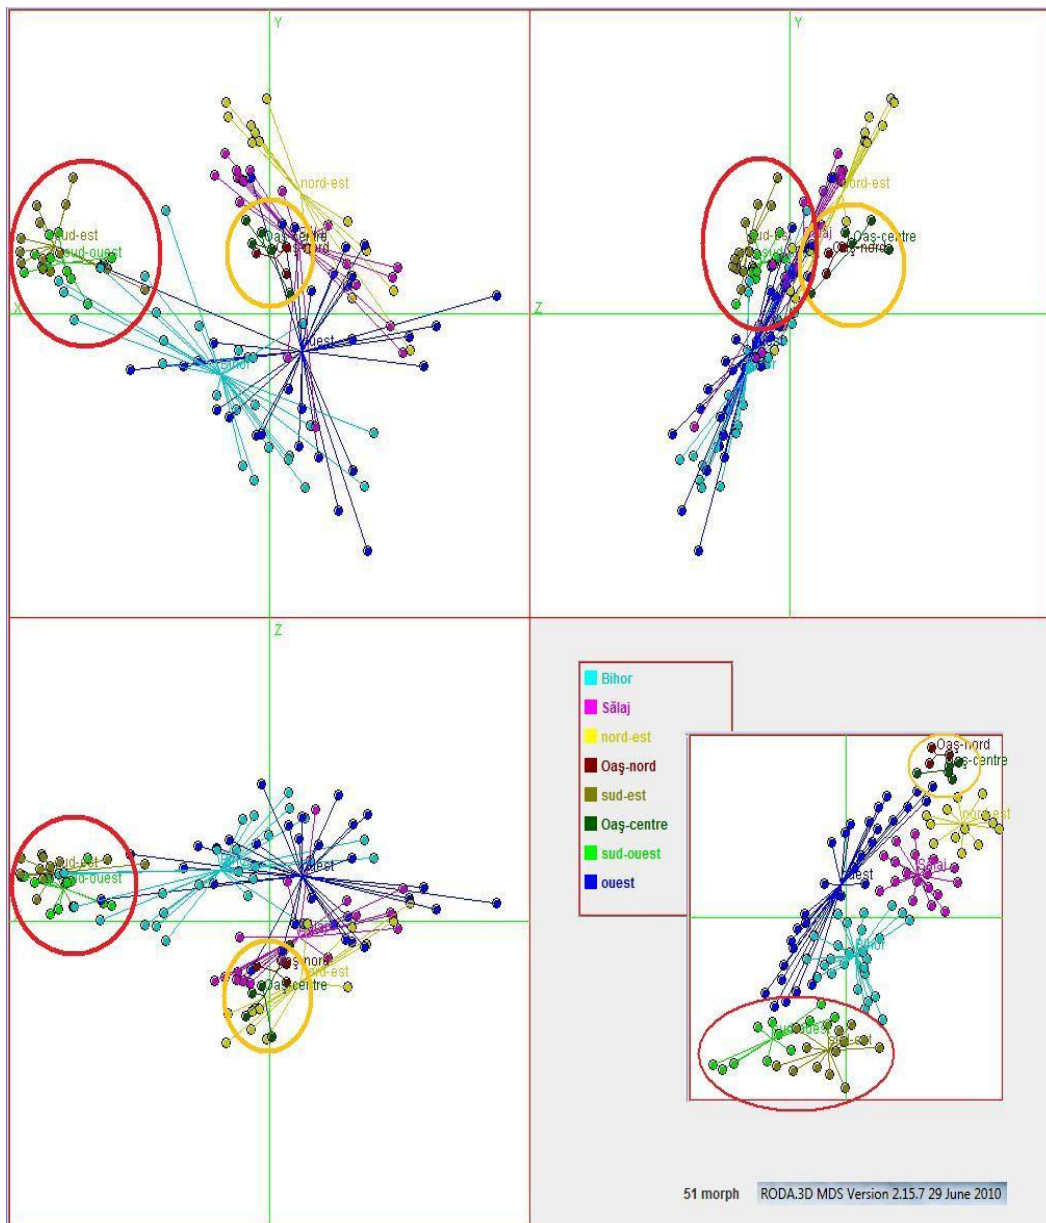 Y
nord-est
sud-est
sud-ouest
Oaş-centre
X
ouest
Bihor
Y
nord-est
Oaş-centre
Oaş-nord
Z
Z
sud-est
sud-ouest
ouest
Oaş-nord
nord-est
Oaş-centre
Bihor
Sălaj
nord-est
Oaş-nord
sud-est
Oaş-centre
sud-ouest
ouest
Oaş-nord
nord-est
Sălaj
Bihor
51 morph RODA.3D MDS Version 2.15.7 29 June 2010